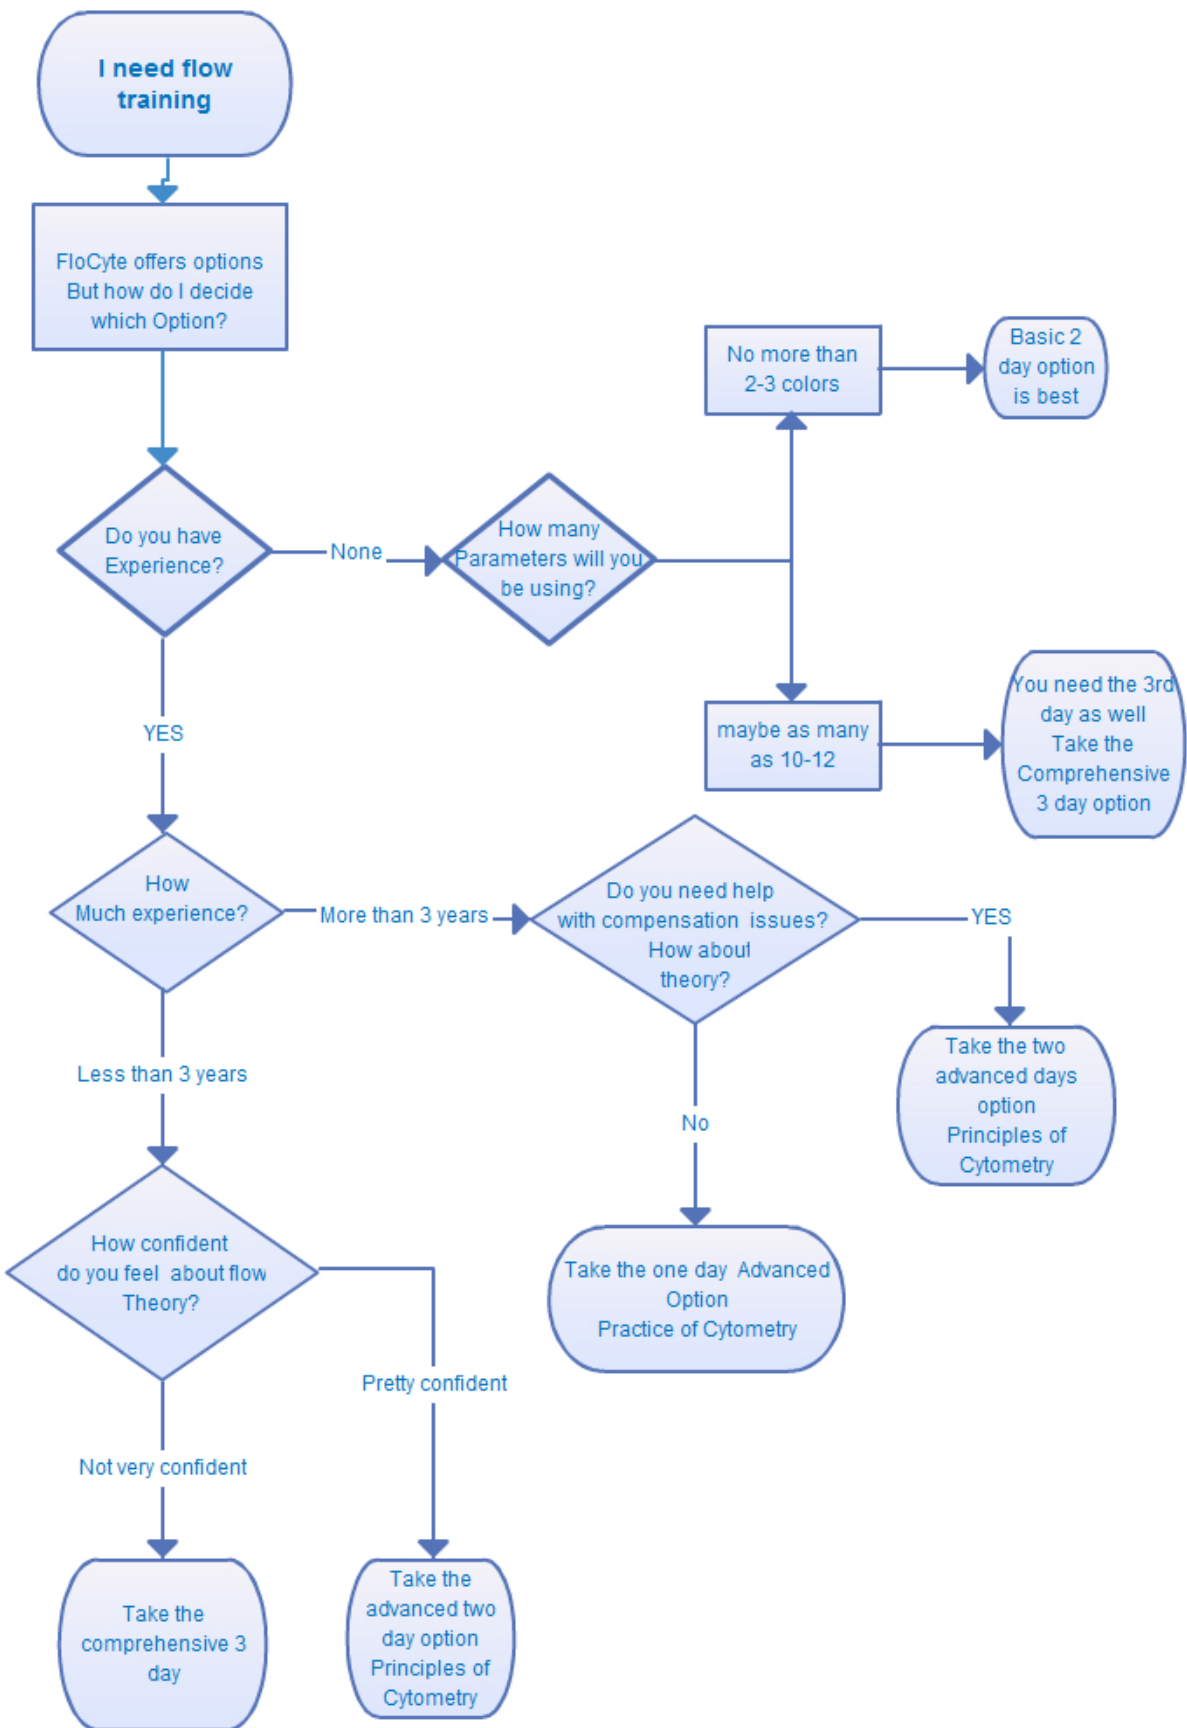 I need flow
training
FloCyte offers options
But how do I decide
which Option?
Do you have
Experience?
None
How many
Parameters will you
be using?
No more than
2-3 colors
Basic 2
day option
is best
maybe as many
as 10-12
You need the 3rd
day as well
Take the
Comprehensive
3 day option
YES
How
Much experience?
More than 3 years
Do you need help
with compensation issues?
How about
theory?
YES
Take the two
advanced days
option
Principles of
Cytometry
No
Take the one day Advanced
Option
Practice of Cytometry
Less than 3 years
How confident
do you feel about flow
Theory?
Pretty confident
Not very confident
Take the
comprehensive 3
day
Take the
advanced two
day option
Principles of
Cytometry